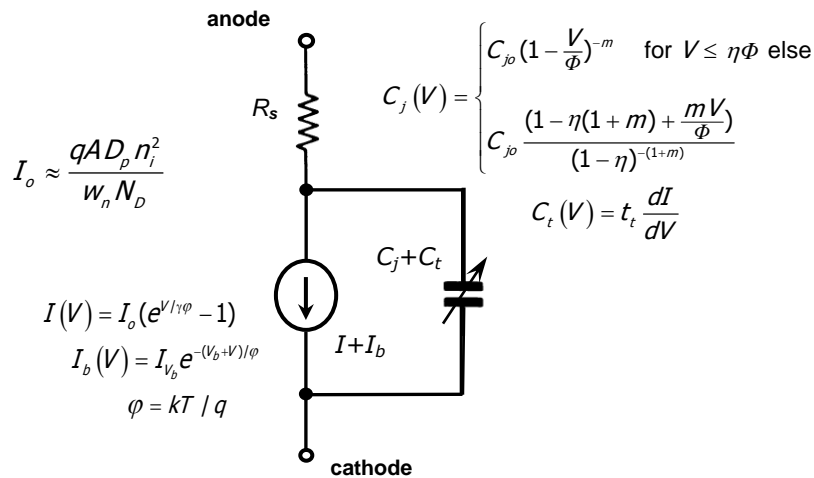 anode
R_s
C_j(V) = { C_jo(1 − V/Φ)^−m for V ≤ ηΦ else
C_jo (1 − η(1 + m) + mV/Φ) / (1 − η)^−(1+m)
I_o ≈ qAD_p n_i^2 / w_n N_D
C_t(V) = t_t dI/dV
C_j+C_t
I(V) = I_o(e^V/γφ − 1)
I+I_b
I_b(V) = I_V_b e^−(V_b+V)/φ
φ = kT / q
cathode